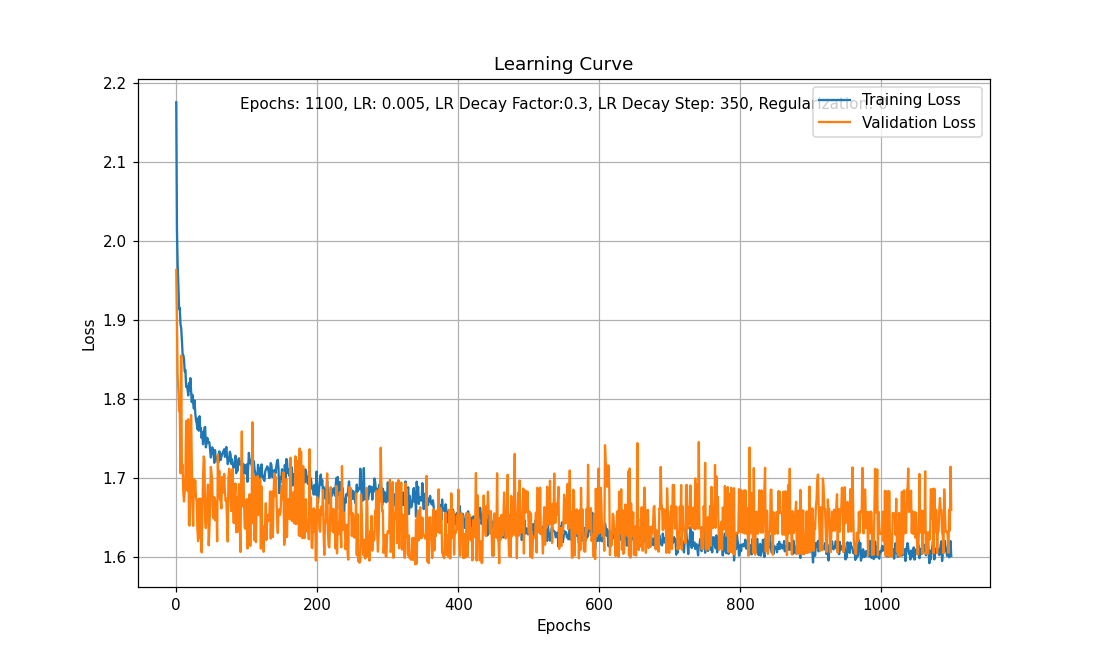 Learning Curve
Epochs: 1100, LR: 0.005, LR Decay Factor:0.3, LR Decay Step: 350, Regularization: 0
Training Loss
Validation Loss
2.2
2.1
2.0
1.9
1.8
1.7
1.6
Loss
0 200 400 600 800 1000
Epochs